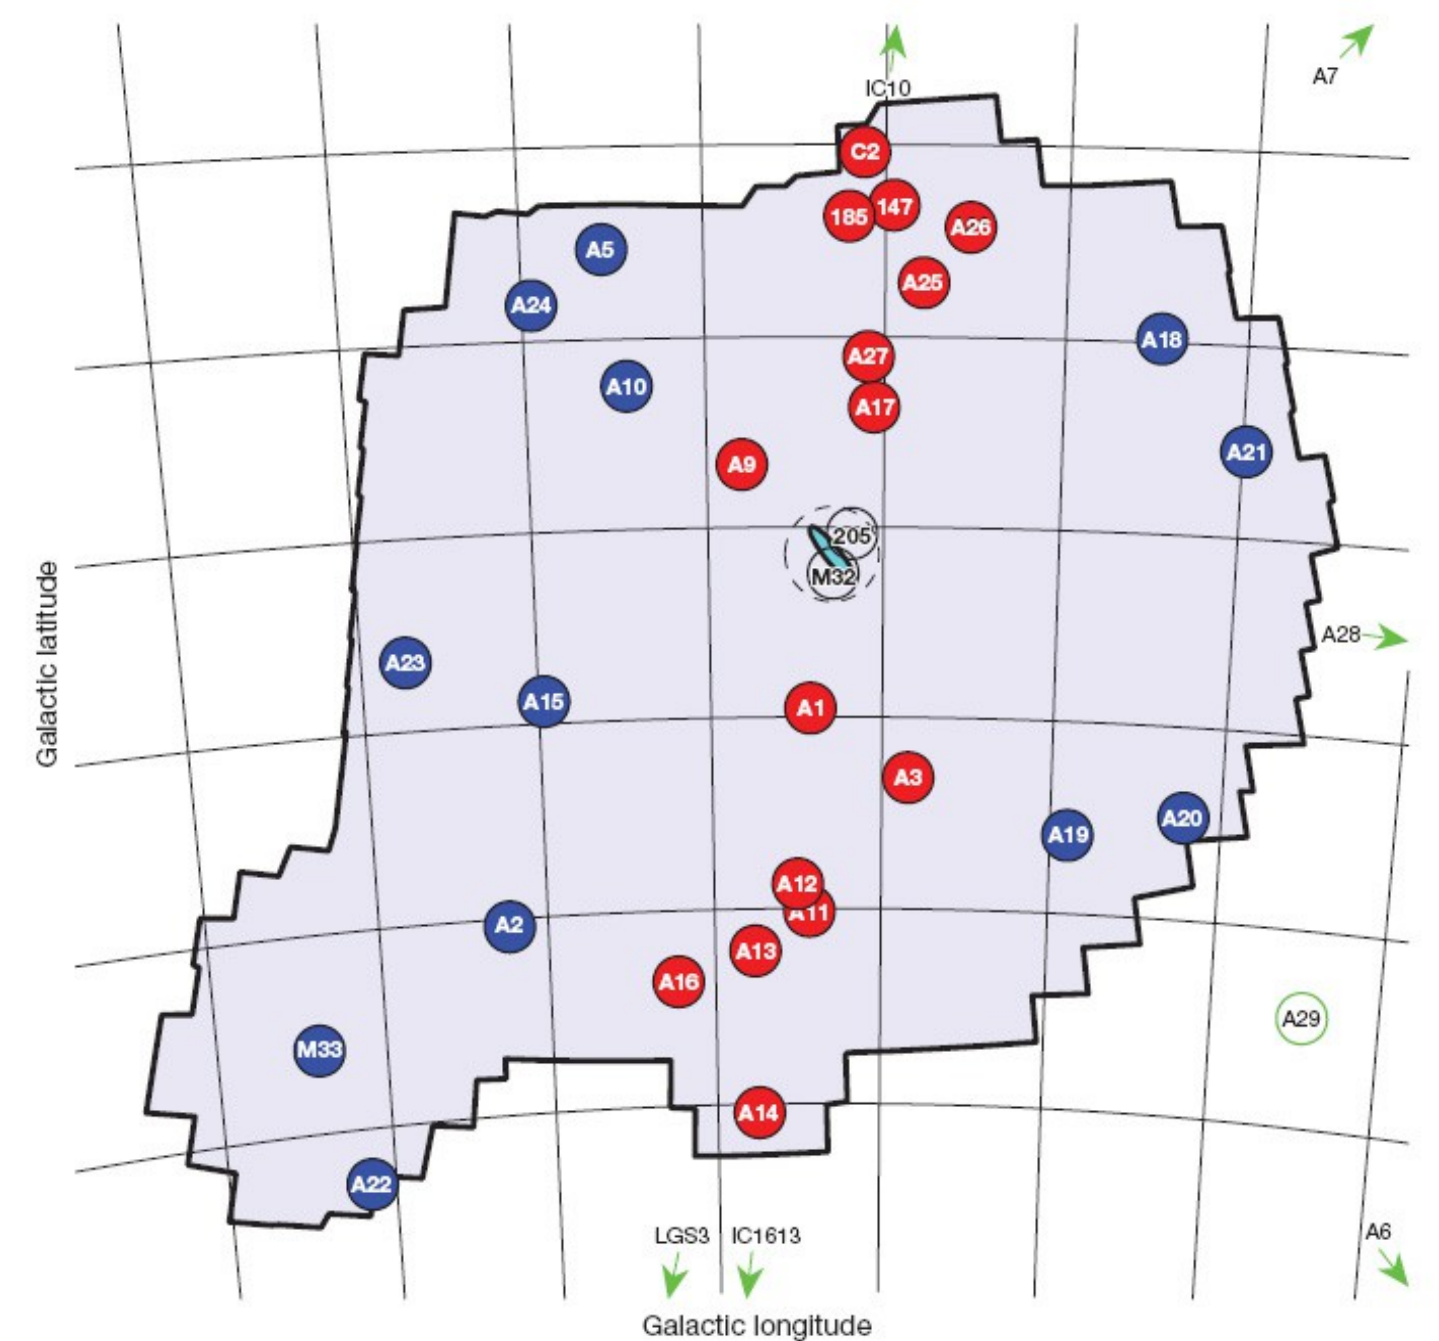 A7
IC10
C2
147
185
A26
A5
A25
A24
A18
A27
A10
A17
A21
A9
205
M32
A28
A23
A15
A1
A3
A20
A19
A12
A11
A2
A13
A16
A29
M33
A14
A22
A6
LGS3 IC1613
Galactic latitude
Galactic longitude